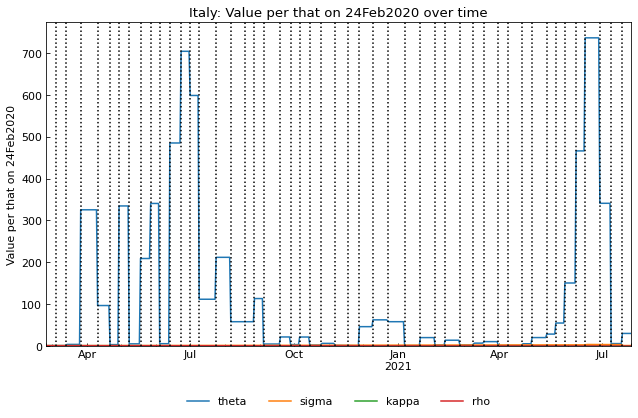 Italy: Value per that on 24Feb2020 over time
Value per that on 24Feb2020
700
600
500
400
300
200
100
0
Apr Jul Oct Jan Apr Jul
2021
theta sigma kappa rho